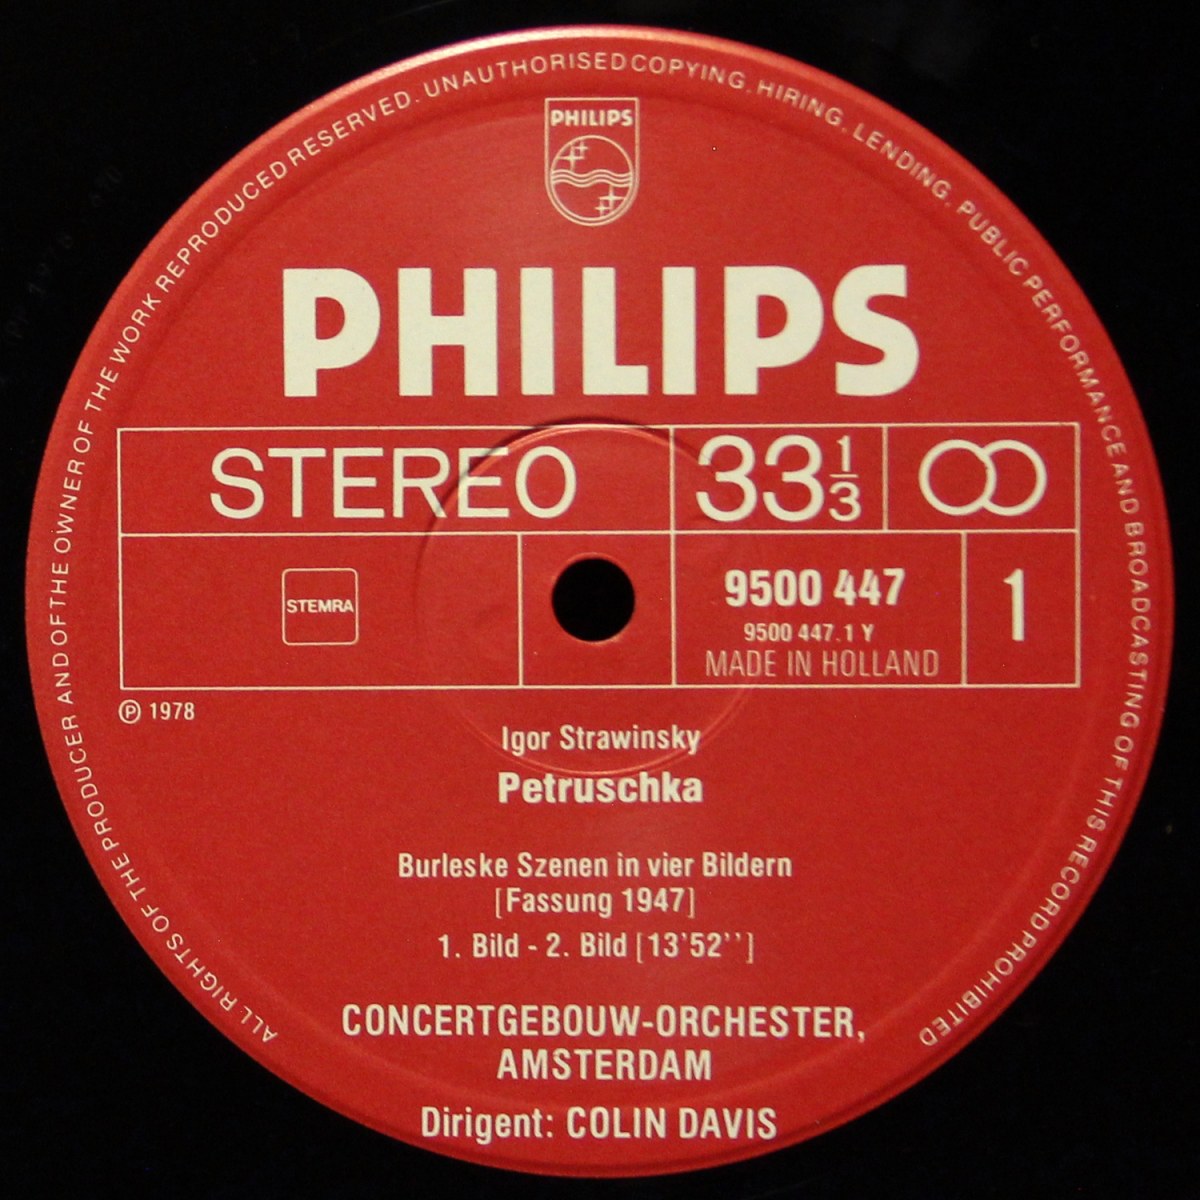 ALL RIGHTS OF THE PRODUCER AND OF THE OWNER OF THE WORK REPRODUCED RESERVED. UNAUTHORISED COPYING, HIRING, LENDING, PUBLIC PERFORMANCE AND BROADCASTING OF THIS RECORD PROHIBITED
PHILIPS
PHILIPS
STEREO 33 1/3
STEMRA
9500 447 1
9500 447.1 Y
MADE IN HOLLAND
Ⓟ 1978
Igor Strawinsky
Petruschka
Burleske Szenen in vier Bildern
[Fassung 1947]
1. Bild - 2. Bild [13'52'']
CONCERTGEBOUW-ORCHESTER,
AMSTERDAM
Dirigent: COLIN DAVIS